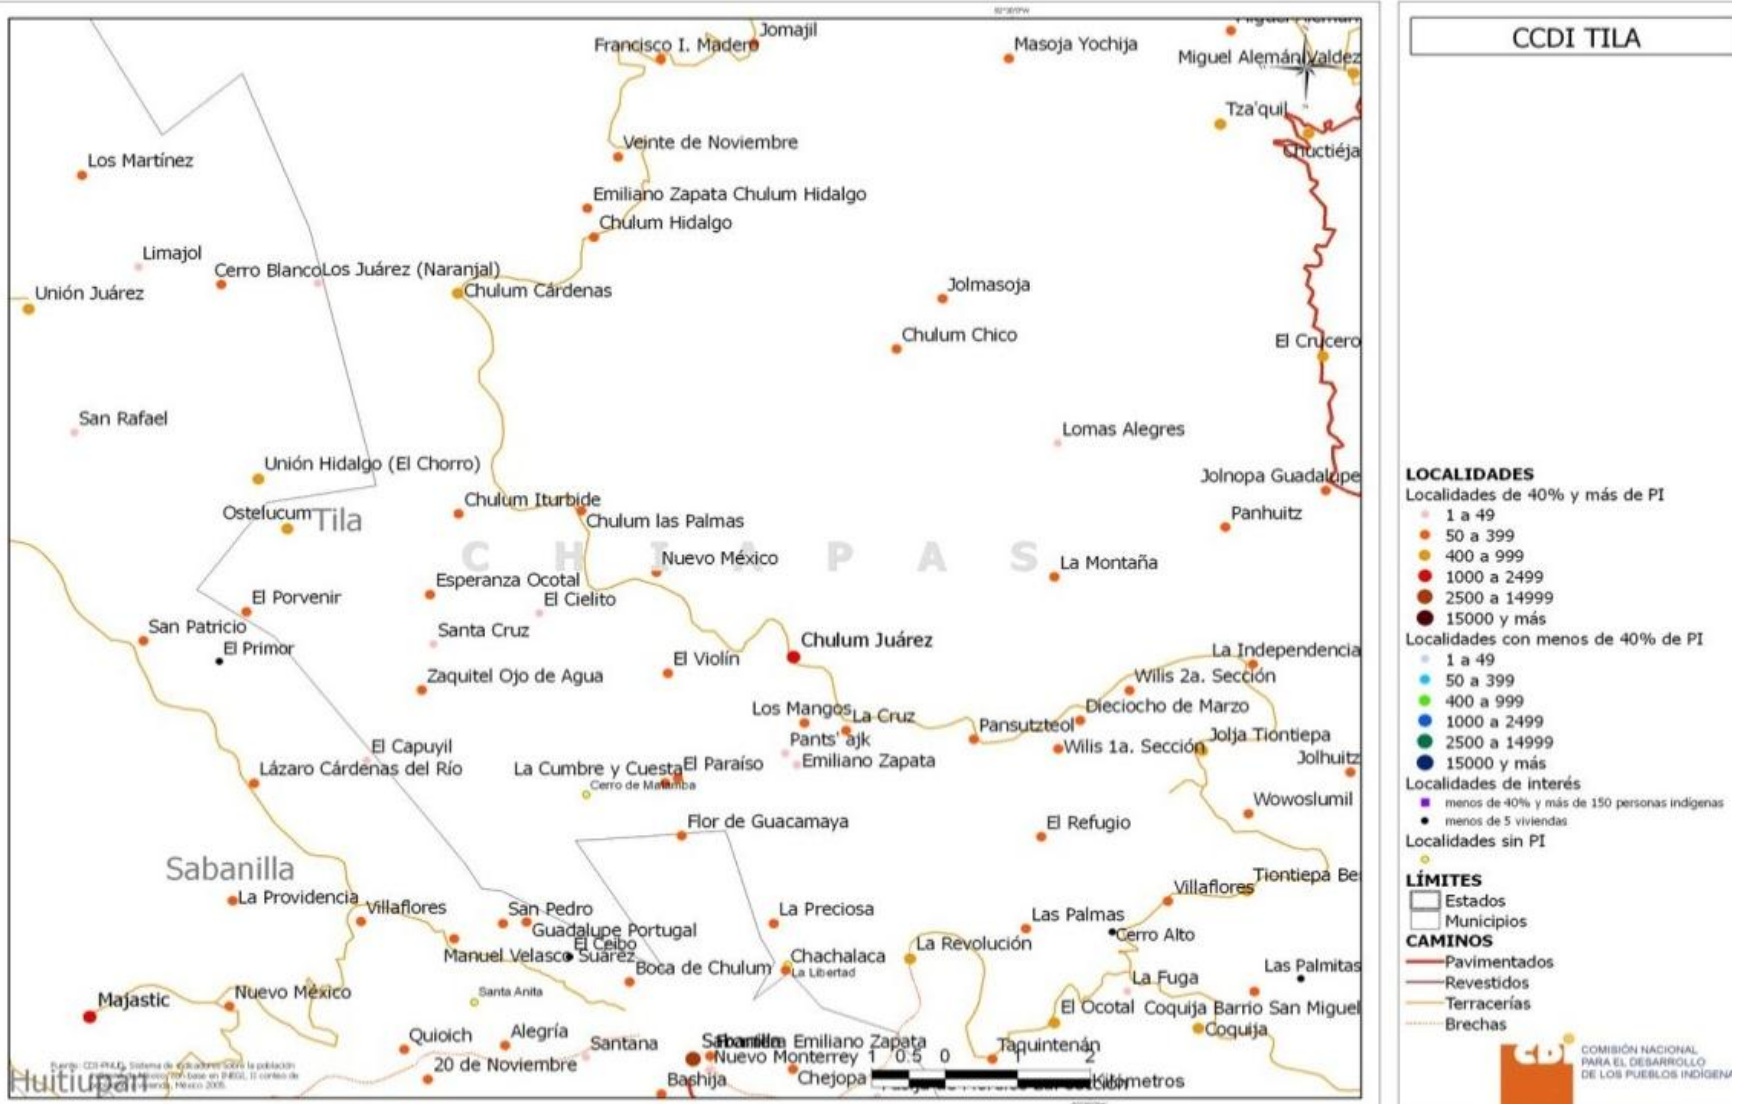 92°30'0"W
CCDI TILA
Jomajil
Francisco I. Madero
Masoja Yochija
Miguel Alemán Valdez
Tza'quil
Veinte de Noviembre
Chuctiéja
Los Martínez
Emiliano Zapata Chulum Hidalgo
Chulum Hidalgo
Limajol
Cerro Blanco
Los Juárez (Naranjal)
Unión Juárez
Chulum Cárdenas
Jolmasoja
Chulum Chico
El Crucero
San Rafael
Lomas Alegres
Unión Hidalgo (El Chorro)
Jolnopa Guadalupe
Chulum Iturbide
Ostelucum
Tila
Chulum las Palmas
Panhuitz
CHIAPAS
Nuevo México
La Montaña
Esperanza Ocotal
El Cielito
El Porvenir
San Patricio
Santa Cruz
El Primor
Chulum Juárez
El Violín
La Independencia
Zaquitel Ojo de Agua
Wilis 2a. Sección
Los Mangos
La Cruz
Dieciocho de Marzo
Pansutzteol
Pants' ajk
Wilis 1a. Sección
Jolja Tiontiepa
El Capuyil
Emiliano Zapata
Jolhuitz
Lázaro Cárdenas del Río
La Cumbre y Cuesta
El Paraíso
Cerro de Matumba
Wowoslumil
Flor de Guacamaya
El Refugio
Sabanilla
Tiontiepa Be
Villaflores
La Providencia
Villaflores
San Pedro
La Preciosa
Las Palmas
Guadalupe Portugal
Cerro Alto
El Ceibo
La Revolución
Manuel Velasco Suárez
Chachalaca
Boca de Chulum
La Libertad
Las Palmitas
La Fuga
Majastic
Nuevo México
Santa Anita
El Ocotal
Coquija Barrio San Miguel
Coquija
Quioich
Alegría
Santana
Emiliano Zapata
Taquintenán
20 de Noviembre
Nuevo Monterrey
1 0.5 0 1 2
Kilómetros
Bashija
Chejopa
Huitiupán
LOCALIDADES
Localidades de 40% y más de PI
1 a 49
50 a 399
400 a 999
1000 a 2499
2500 a 14999
15000 y más
Localidades con menos de 40% de PI
1 a 49
50 a 399
400 a 999
1000 a 2499
2500 a 14999
15000 y más
Localidades de interés
menos de 40% y más de 150 personas indígenas
menos de 5 viviendas
Localidades sin PI
LÍMITES
Estados
Municipios
CAMINOS
Pavimentados
Revestidos
Terracerías
Brechas
CDI
COMISIÓN NACIONAL
PARA EL DESARROLLO
DE LOS PUEBLOS INDÍGENA